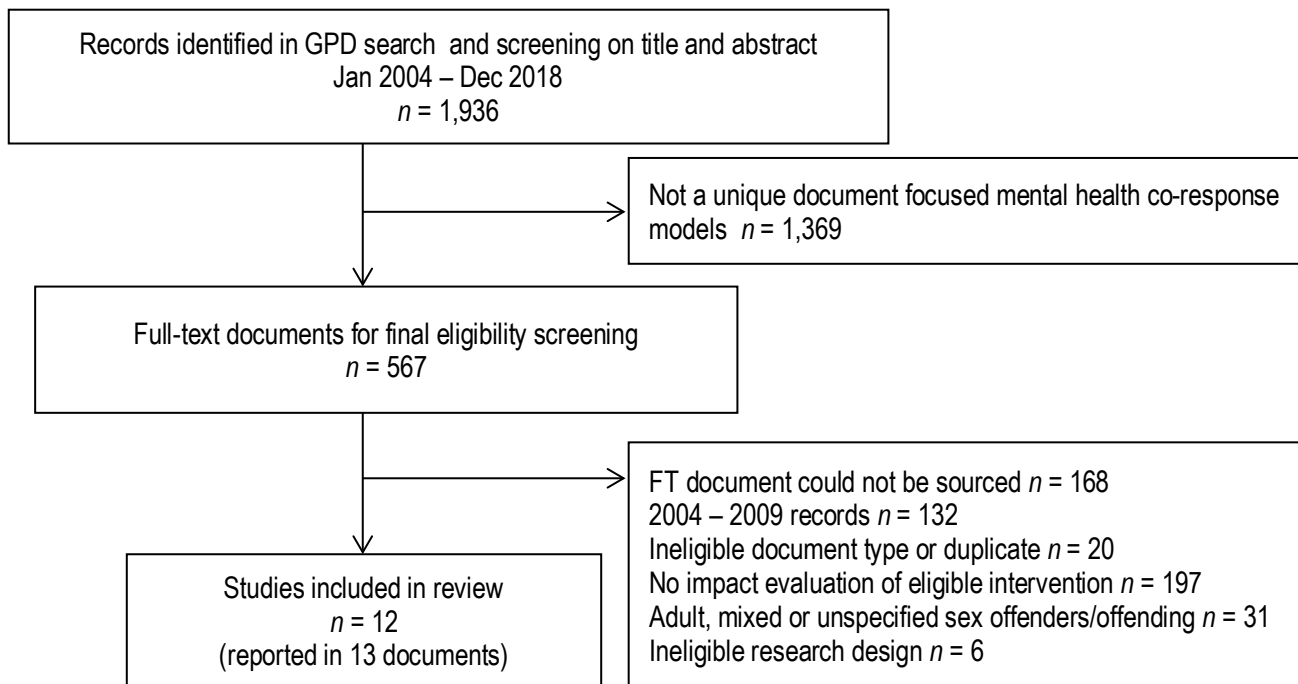 Records identified in GPD search and screening on title and abstract
Jan 2004 – Dec 2018
n = 1,936
Not a unique document focused mental health co-response
models n = 1,369
Full-text documents for final eligibility screening
n = 567
FT document could not be sourced n = 168
2004 – 2009 records n = 132
Ineligible document type or duplicate n = 20
No impact evaluation of eligible intervention n = 197
Adult, mixed or unspecified sex offenders/offending n = 31
Ineligible research design n = 6
Studies included in review
n = 12
(reported in 13 documents)